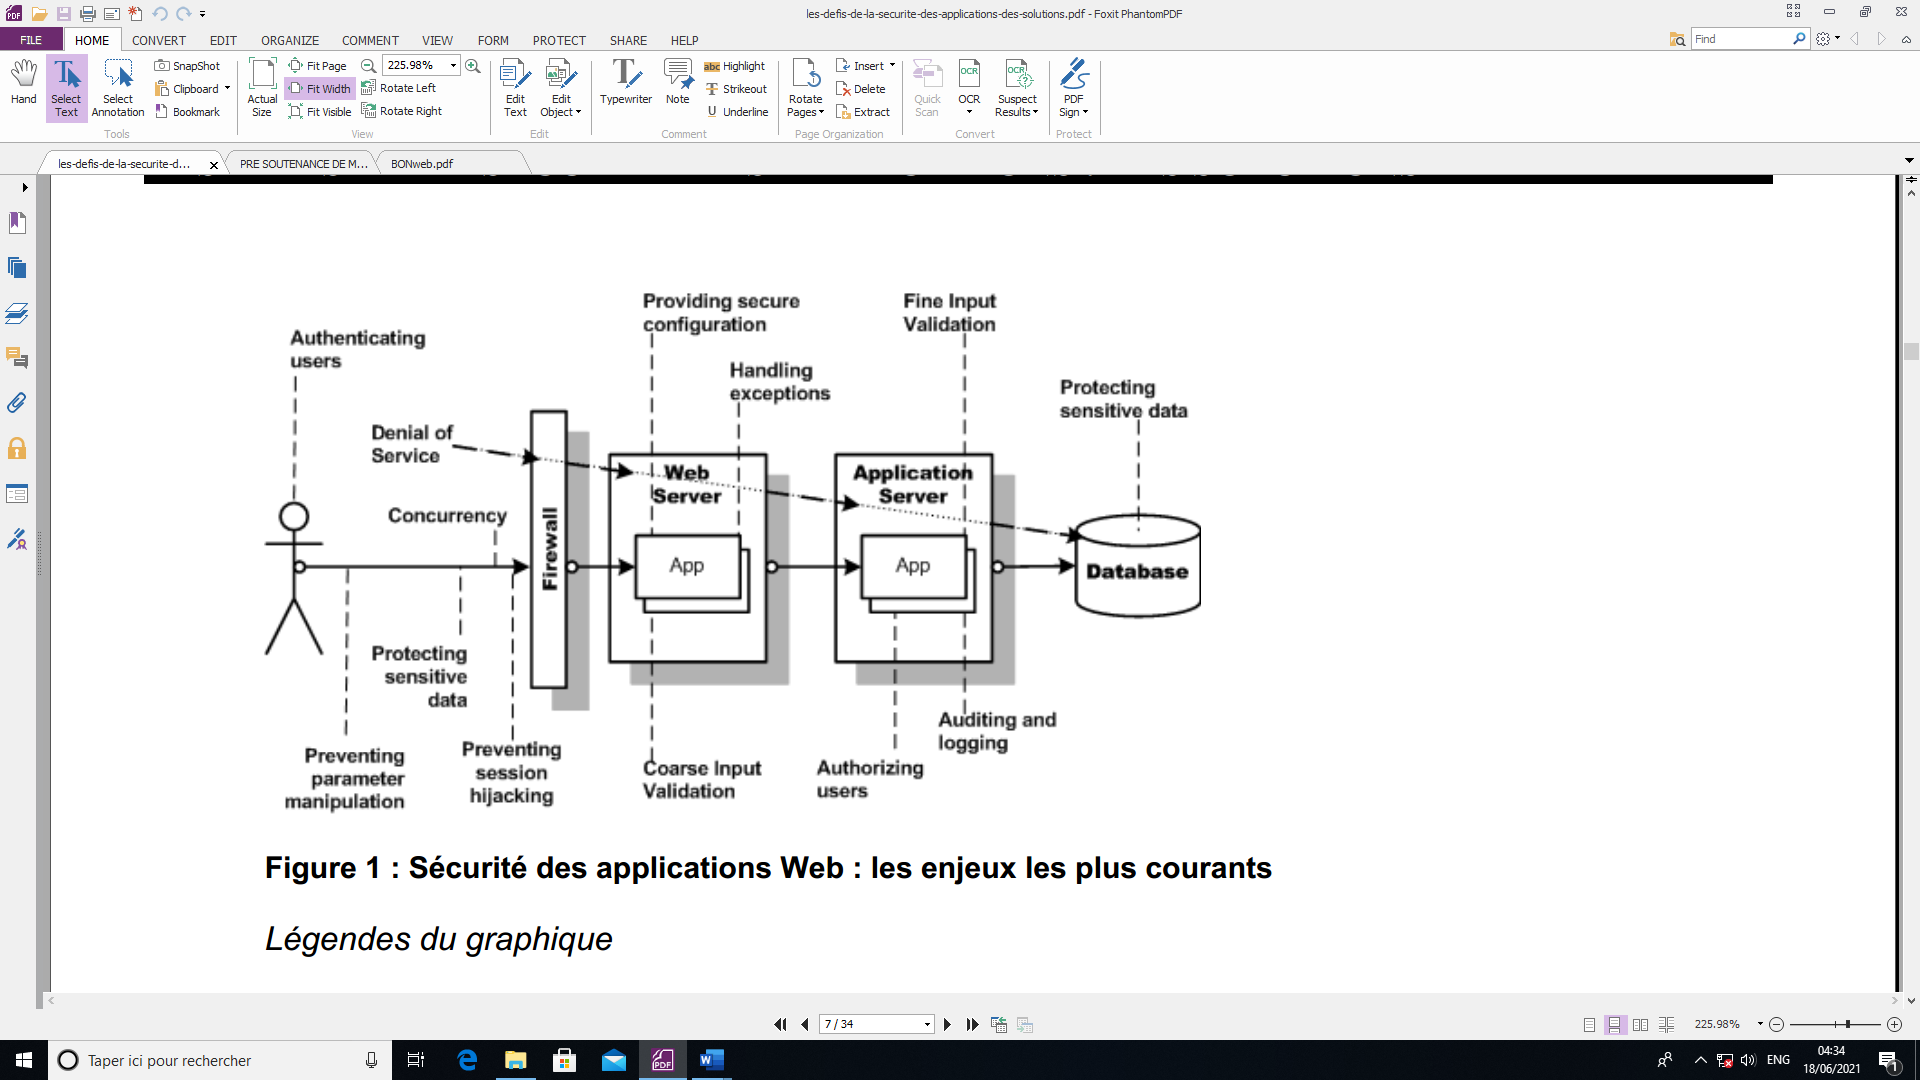 les-defis-de-la-securite-des-applications-des-solutions.pdf - Foxit PhantomPDF
FILE HOME CONVERT EDIT ORGANIZE COMMENT VIEW FORM PROTECT SHARE HELP
Find
Hand
Select Text
Select Annotation
SnapShot
Clipboard
Bookmark
Tools
Actual Size
Fit Page
Fit Width
Fit Visible
225.98%
Rotate Left
Rotate Right
View
Edit Text
Edit Object
Edit
Typewriter
Note
Highlight
Strikeout
Underline
Comment
Rotate Pages
Insert
Delete
Extract
Page Organization
Quick Scan
OCR
Suspect Results
Convert
PDF Sign
Protect
les-defis-de-la-securite-d...
PRE SOUTENANCE DE M...
BONweb.pdf
Providing secure
configuration
Fine Input
Validation
Authenticating
users
Handling
exceptions
Protecting
sensitive data
Denial of
Service
Web
Server
Application
Server
Concurrency
Firewall
App
App
Database
Protecting
sensitive
data
Auditing and
logging
Preventing
parameter
manipulation
Preventing
session
hijacking
Coarse Input
Validation
Authorizing
users
Figure 1 : Sécurité des applications Web : les enjeux les plus courants
Légendes du graphique
7 / 34
225.98%
Taper ici pour rechercher
ENG
04:34
18/06/2021
1